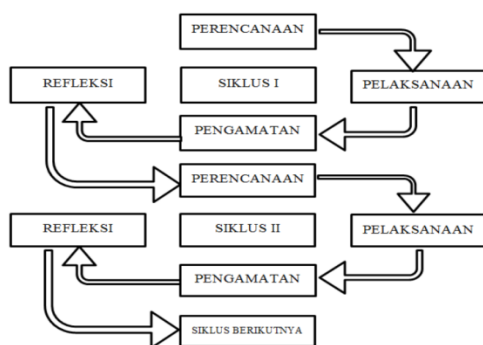 PERENCANAAN
REFLEKSI
SIKLUS I
PELAKSANAAN
PENGAMATAN
PERENCANAAN
REFLEKSI
SIKLUS II
PELAKSANAAN
PENGAMATAN
SIKLUS BERIKUTNYA